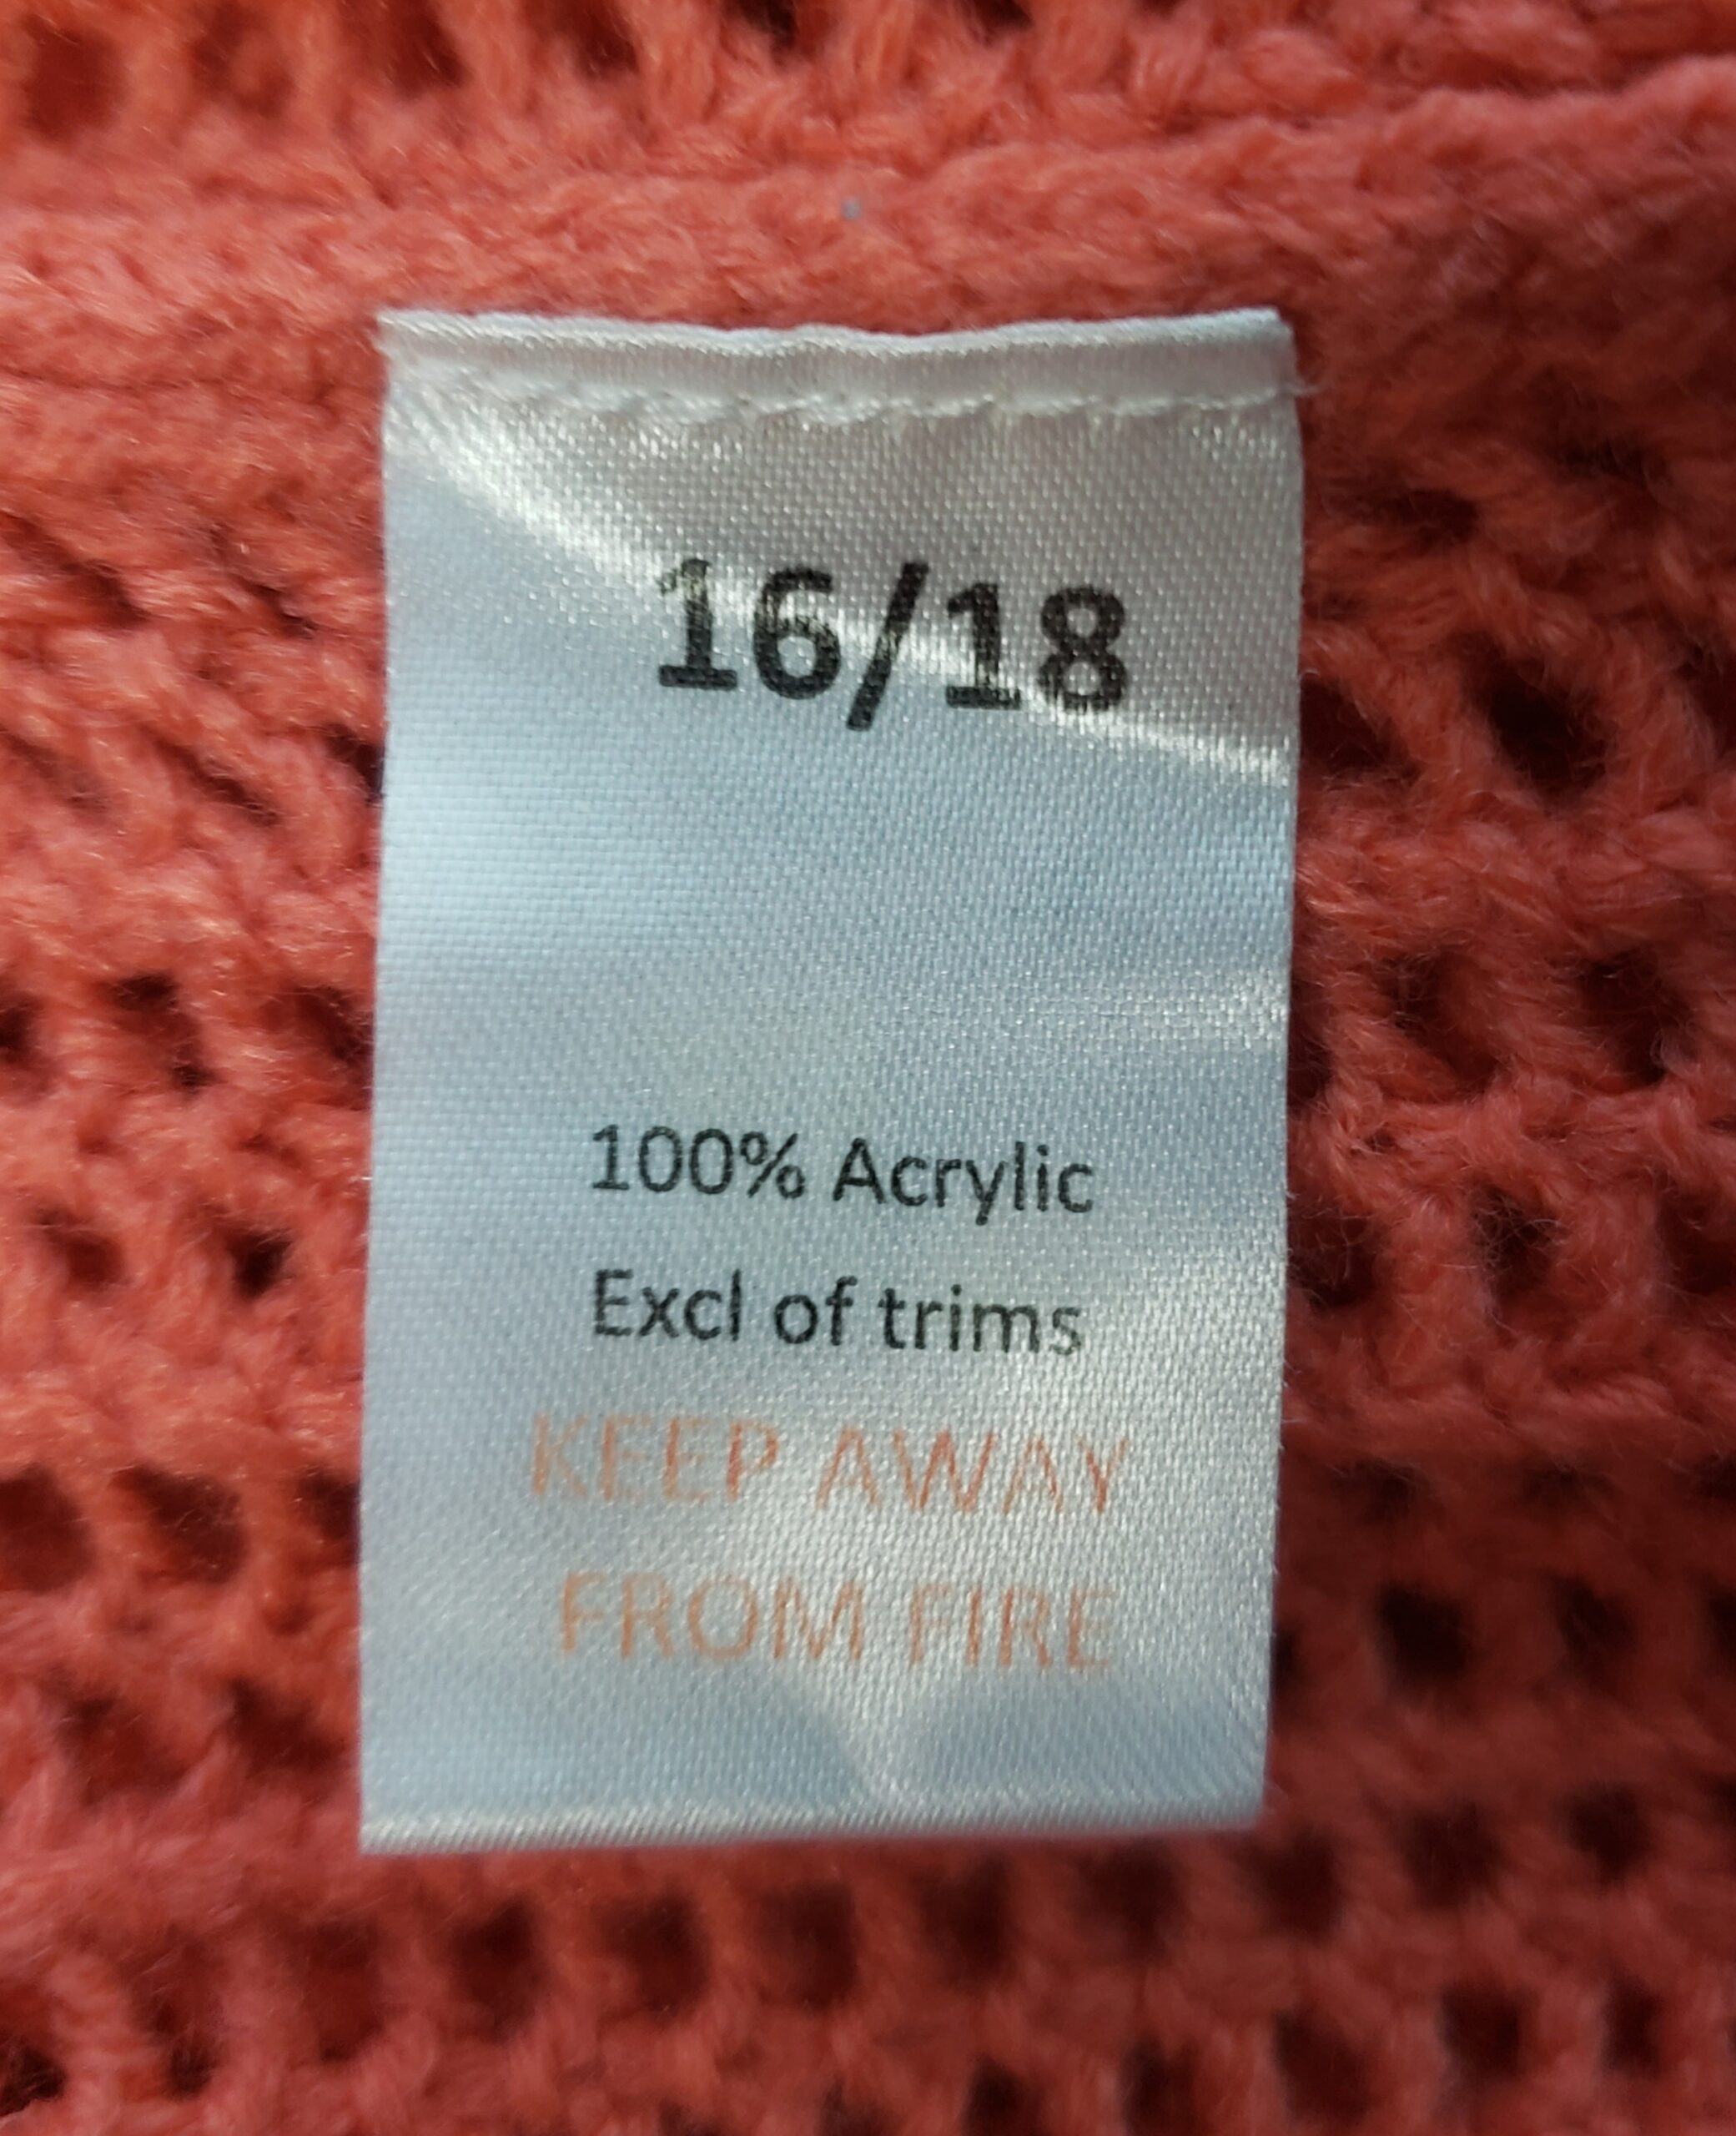 16/18
100% Acrylic
Excl of trims
KEEP AWAY
FROM FIRE